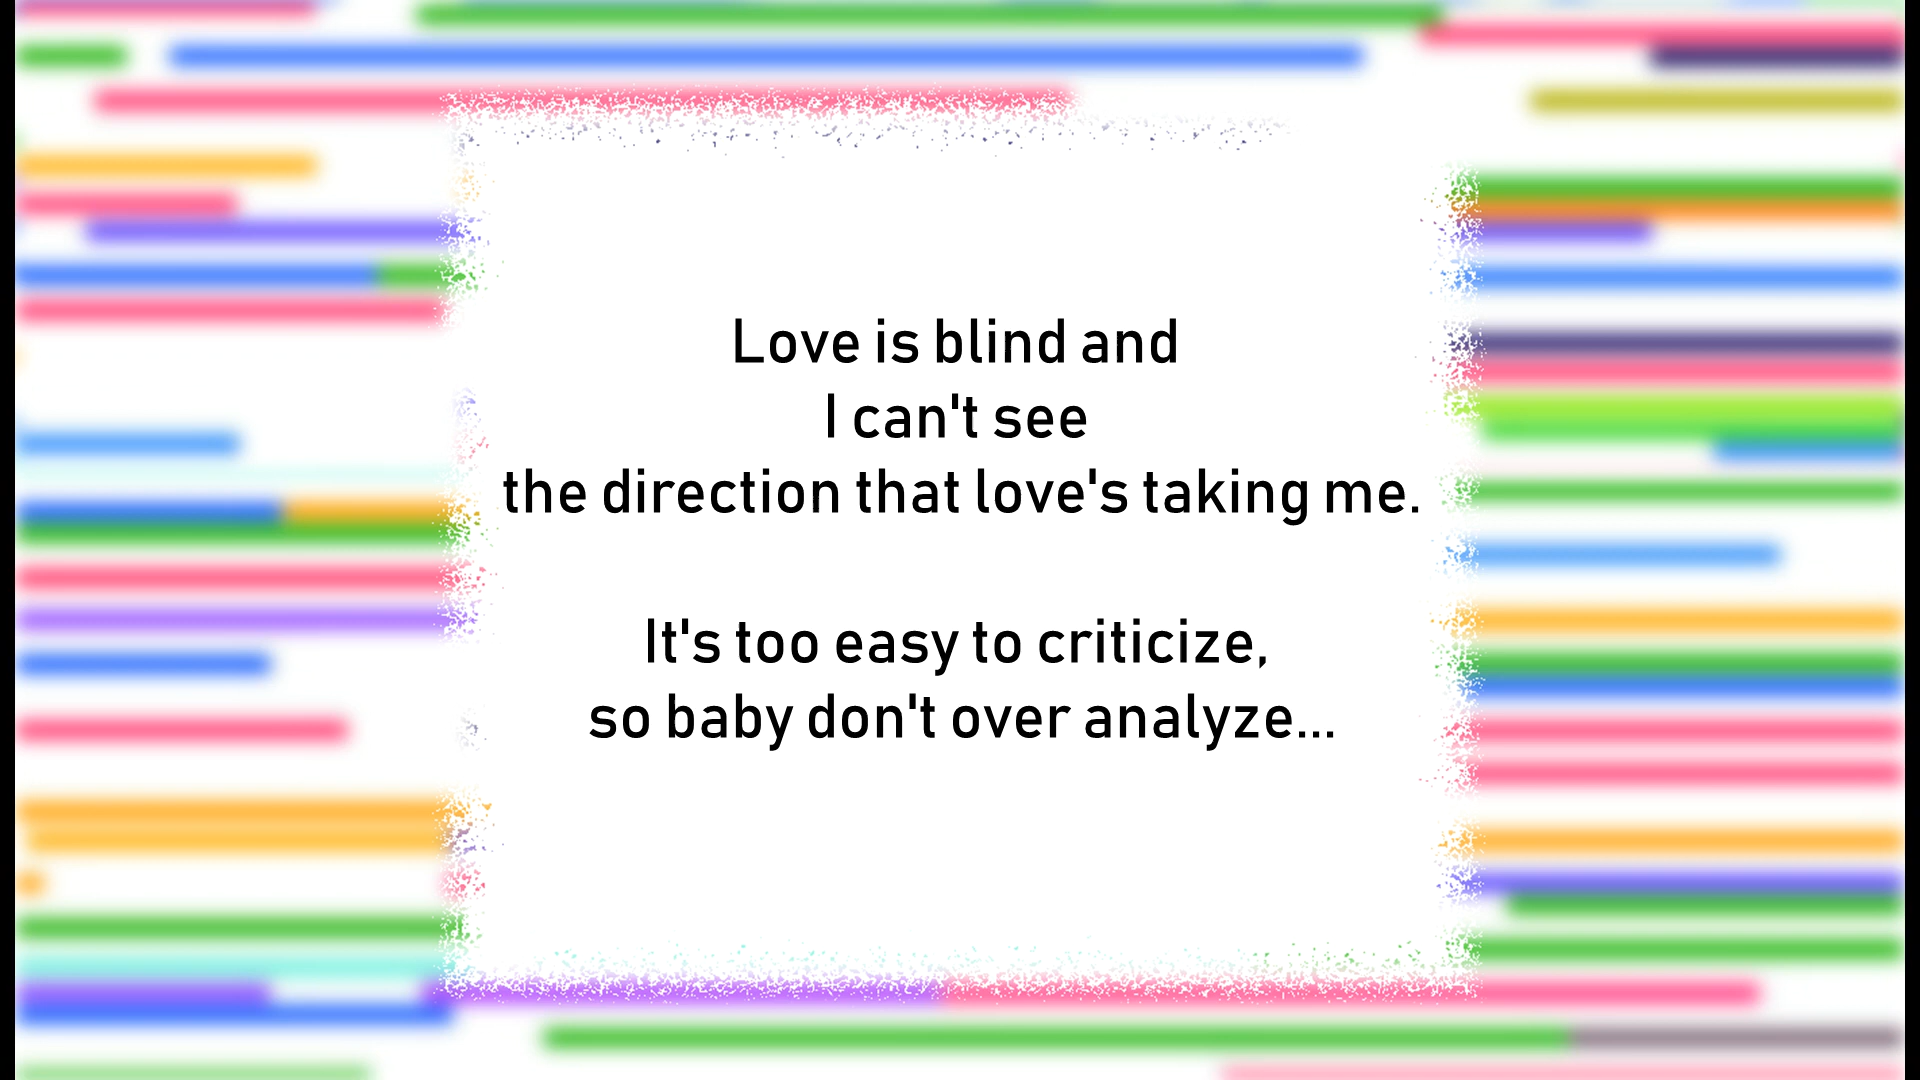 Love is blind and
I can't see
the direction that love's taking me.
It's too easy to criticize,
so baby don't over analyze...